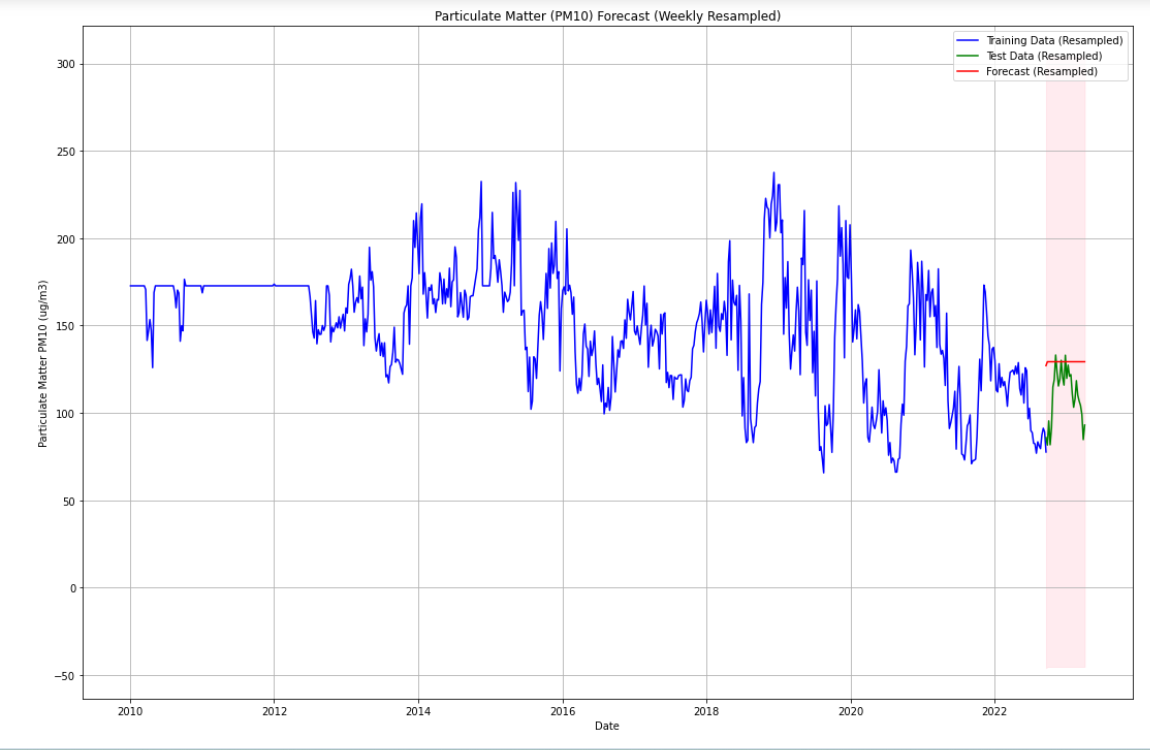 Particulate Matter (PM10) Forecast (Weekly Resampled)
Training Data (Resampled)
Test Data (Resampled)
Forecast (Resampled)
Particulate Matter PM10 (ug/m3)
300
250
200
150
100
50
0
−50
2010 2012 2014 2016 2018 2020 2022
Date